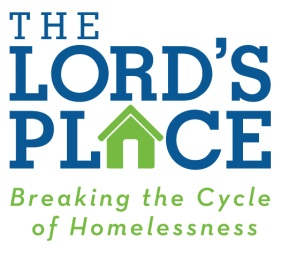 THE
LORD'S
PLACE
Breaking the Cycle
of Homelessness